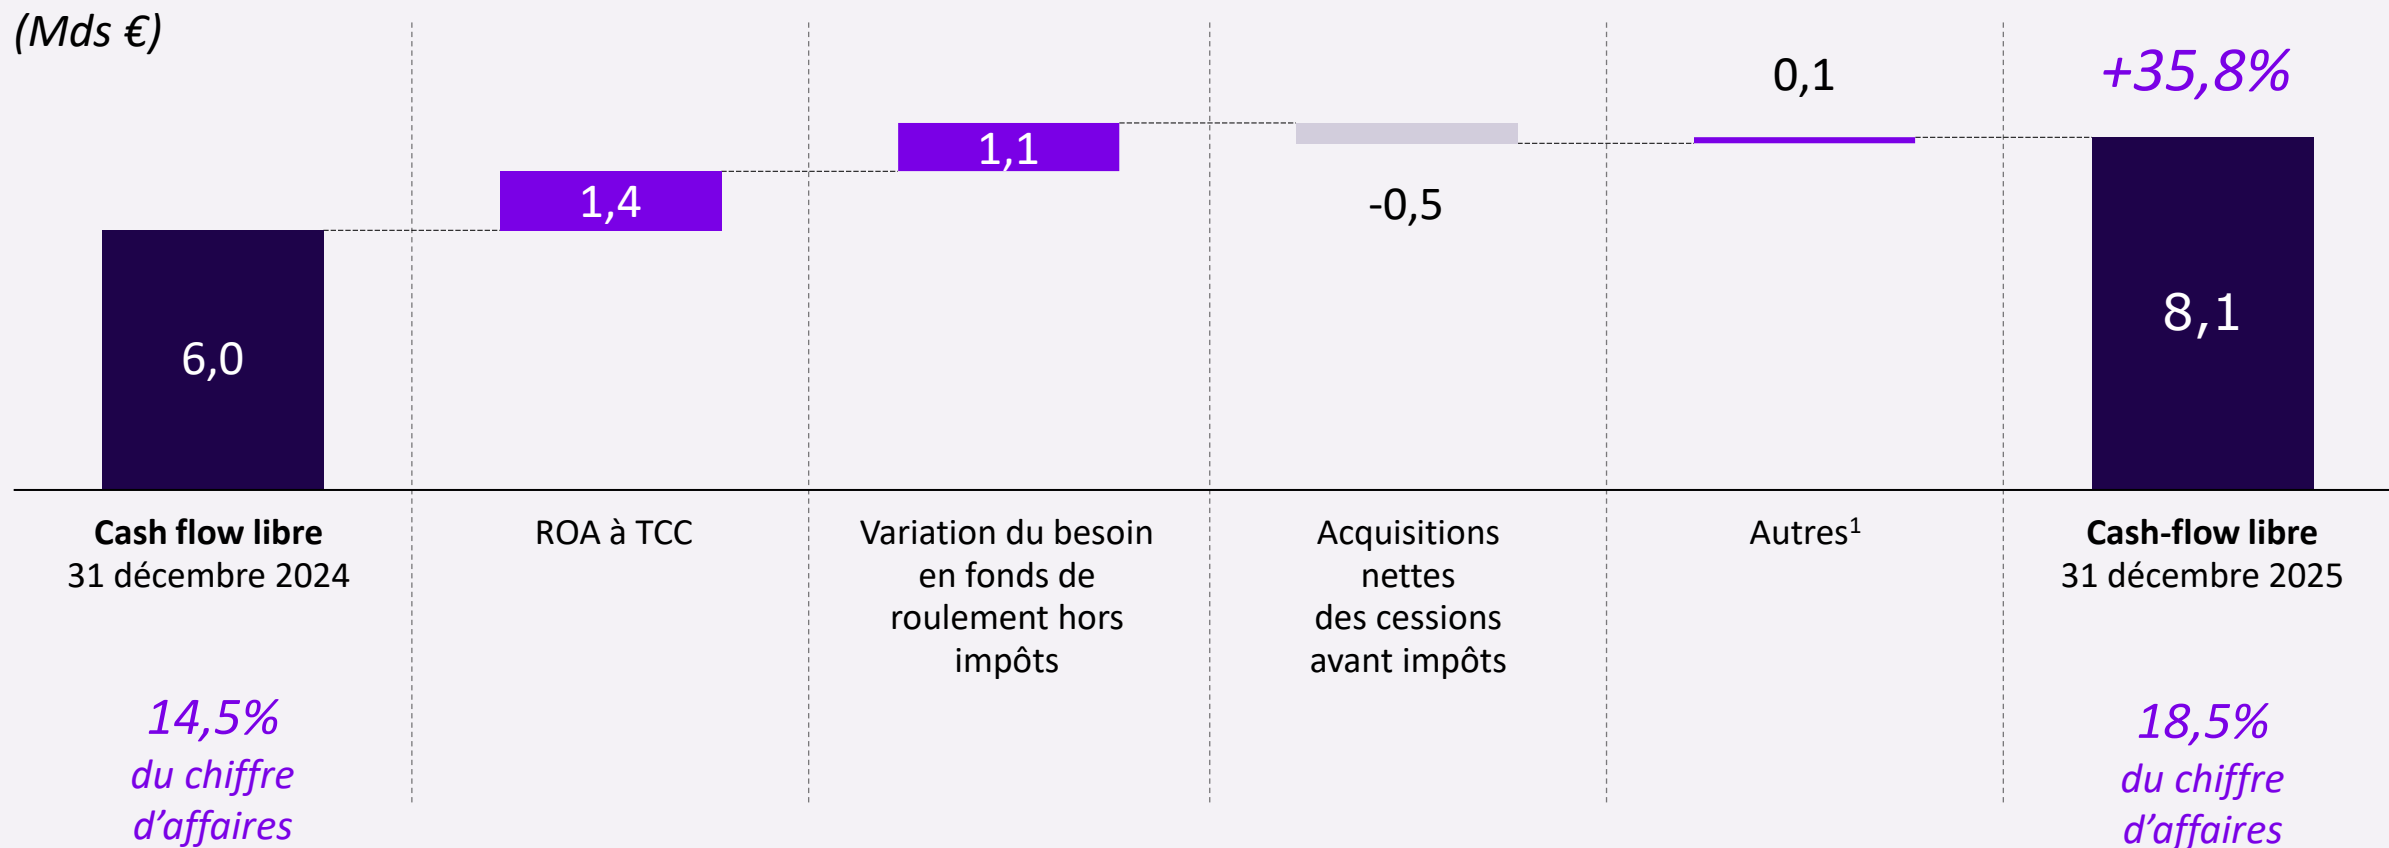 (Mds €)
0,1
+35,8%
1,1
1,4
-0,5
6,0
8,1
Cash flow libre
31 décembre 2024
ROA à TCC
Variation du besoin
en fonds de
roulement hors
impôts
Acquisitions
nettes
des cessions
avant impôts
Autres¹
Cash-flow libre
31 décembre 2025
14,5%
du chiffre
d’affaires
18,5%
du chiffre
d’affaires